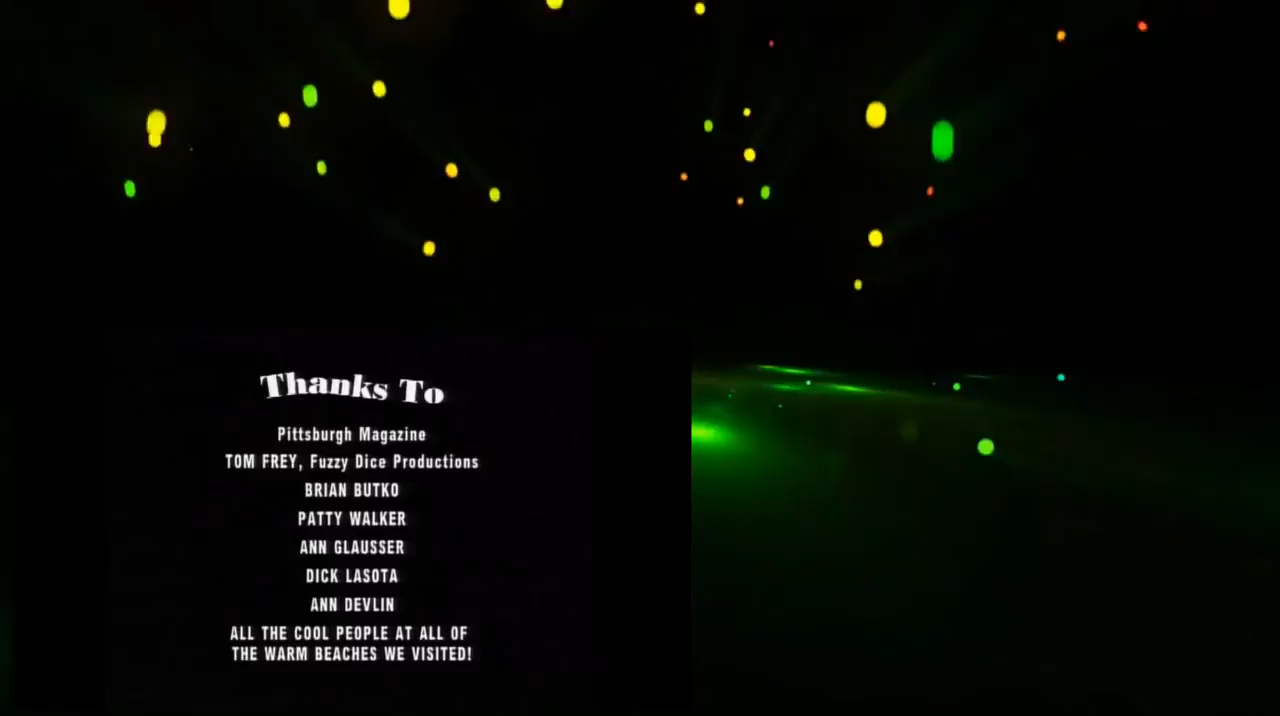 Thanks To
Pittsburgh Magazine
TOM FREY, Fuzzy Dice Productions
BRIAN BUTKO
PATTY WALKER
ANN GLAUSSER
DICK LASOTA
ANN DEVLIN
ALL THE COOL PEOPLE AT ALL OF
THE WARM BEACHES WE VISITED!